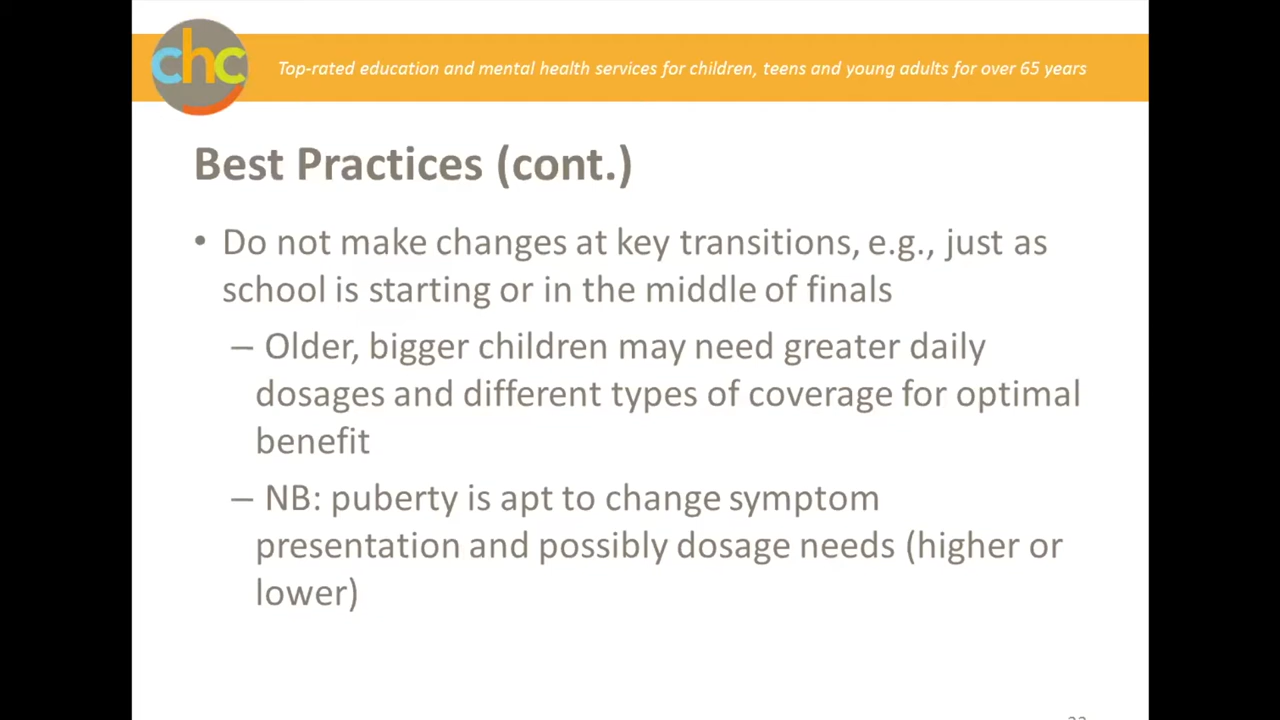 chc
Top-rated education and mental health services for children, teens and young adults for over 65 years
Best Practices (cont.)
• Do not make changes at key transitions, e.g., just as
school is starting or in the middle of finals
– Older, bigger children may need greater daily
dosages and different types of coverage for optimal
benefit
– NB: puberty is apt to change symptom
presentation and possibly dosage needs (higher or
lower)